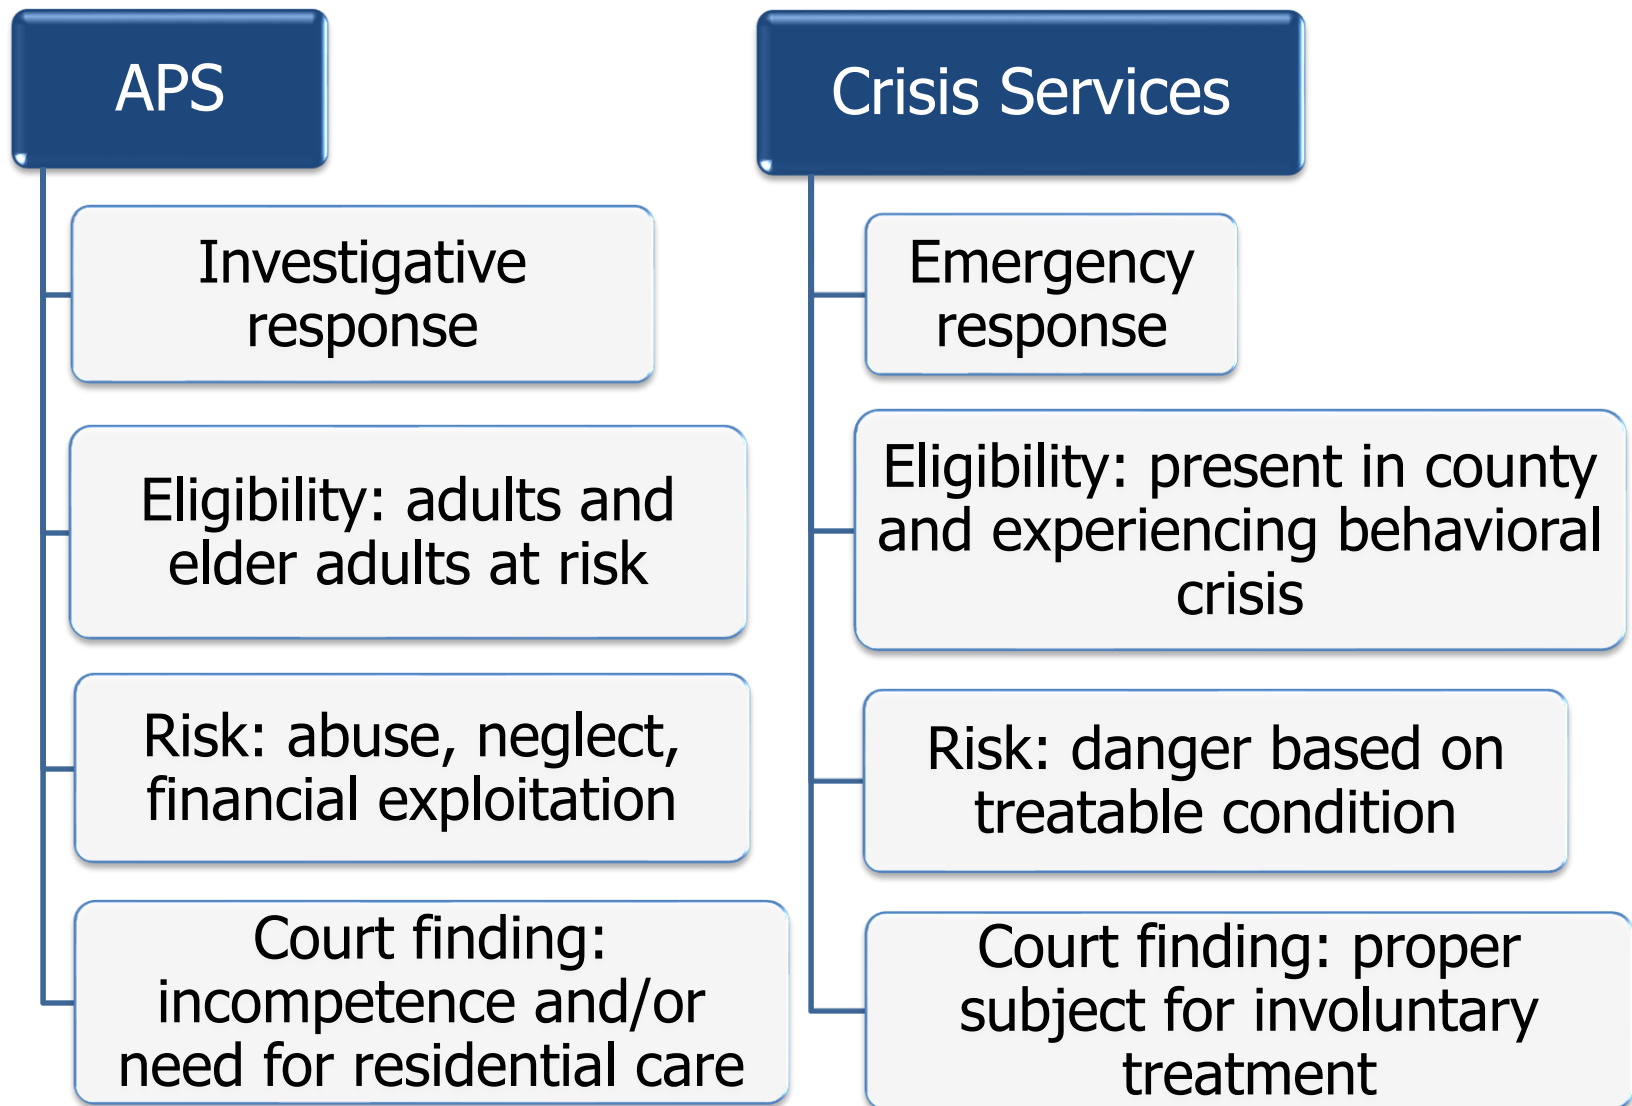 APS
Investigative
response
Eligibility: adults and
elder adults at risk
Risk: abuse, neglect,
financial exploitation
Court finding:
incompetence and/or
need for residential care
Crisis Services
Emergency
response
Eligibility: present in county
and experiencing behavioral
crisis
Risk: danger based on
treatable condition
Court finding: proper
subject for involuntary
treatment